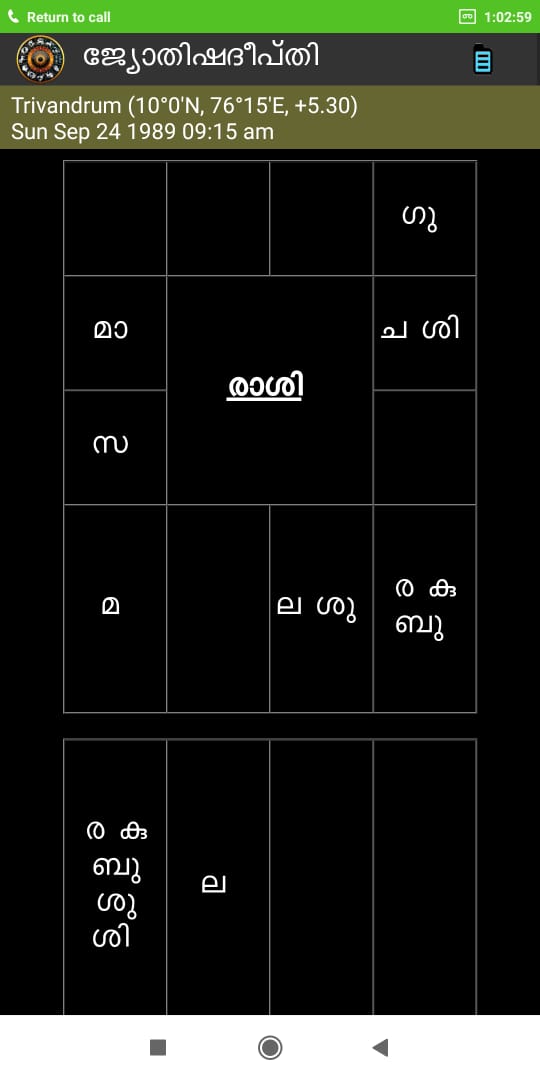 Return to call 1:02:59
ജ്യോതിഷദീപ്തി
Trivandrum (10°0'N, 76°15'E, +5.30)
Sun Sep 24 1989 09:15 am
ഗു
മാ
ച ശി
രാശി
സ
മ
ല ശു
ര കു
ബു
ര കു
ബു
ശു
ശി
ല